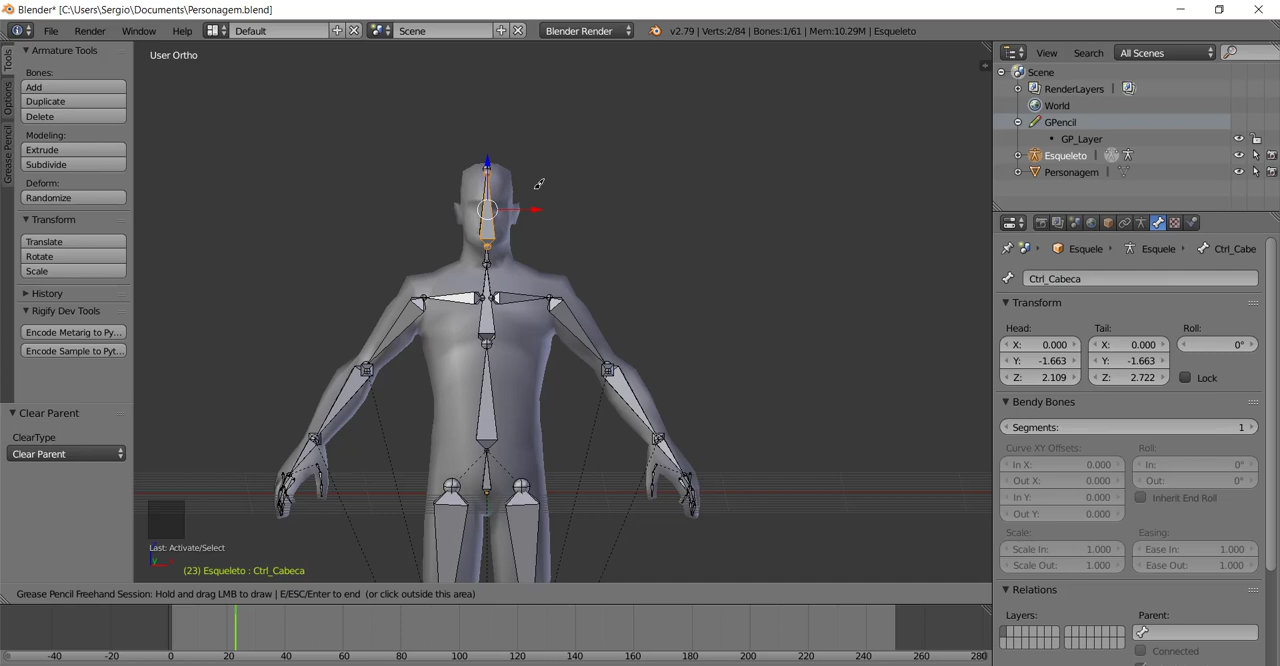 Blender* [C:\Users\Sergio\Documents\Personagem.blend]
File Render Window Help Default Scene Blender Render v2.79 | Verts:2/84 | Bones:1/61 | Mem:10.29M | Esqueleto
Tools
Options
Grease Pencil
Armature Tools
Bones:
Add
Duplicate
Delete
Modeling:
Extrude
Subdivide
Deform:
Randomize
Transform
Translate
Rotate
Scale
History
Rigify Dev Tools
Encode Metarig to Py...
Encode Sample to Pyt...
Clear Parent
ClearType
Clear Parent
User Ortho
Last: Activate/Select
(23) Esqueleto : Ctrl_Cabeca
Grease Pencil Freehand Session: Hold and drag LMB to draw | E/ESC/Enter to end (or click outside this area)
-40 -20 0 20 40 60 80 100 120 140 160 180 200 220 240 260 280
View Search All Scenes
Scene
RenderLayers |
World
GPencil
GP_Layer
Esqueleto |
Personagem |
Esquele Esquele Ctrl_Cabe
Ctrl_Cabeca
Transform
Head: Tail: Roll:
X: 0.000 X: 0.000 0°
Y: -1.663 Y: -1.663
Z: 2.109 Z: 2.722 Lock
Bendy Bones
Segments: 1
Curve XY Offsets: Roll:
In X: 0.000 In: 0°
Out X: 0.000 Out: 0°
In Y: 0.000 Inherit End Roll
Out Y: 0.000
Scale: Easing:
Scale In: 1.000 Ease In: 1.000
Scale Out: 1.000 Ease Out: 1.000
Relations
Layers: Parent:
Connected